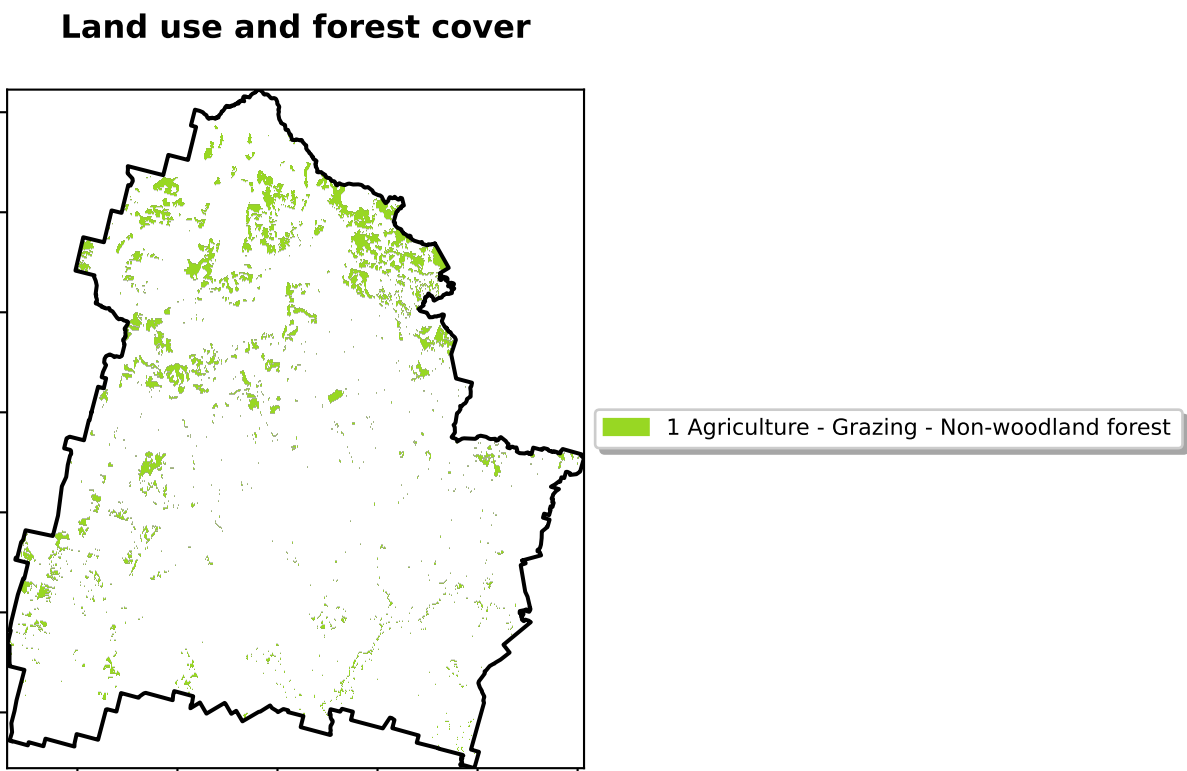 Land use and forest cover
1 Agriculture - Grazing - Non-woodland forest